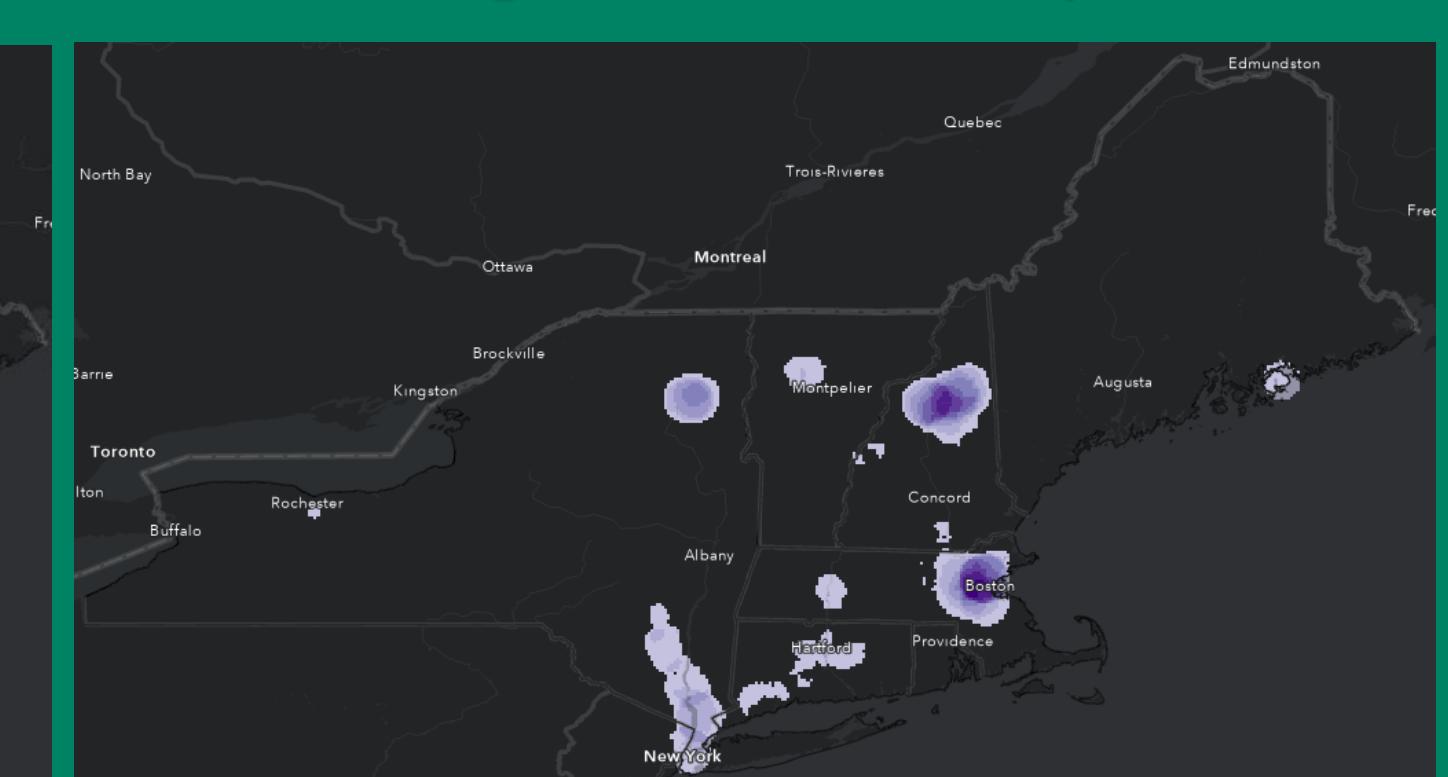 Edmundston
Quebec
Trois-Rivieres
North Bay
Fre
Frec
Montreal
Ottawa
Brockville
Barrie
Montpelier
Augusta
Kingston
Toronto
lton
Rochester
Concord
Buffalo
Albany
Boston
Providence
Hartford
New York